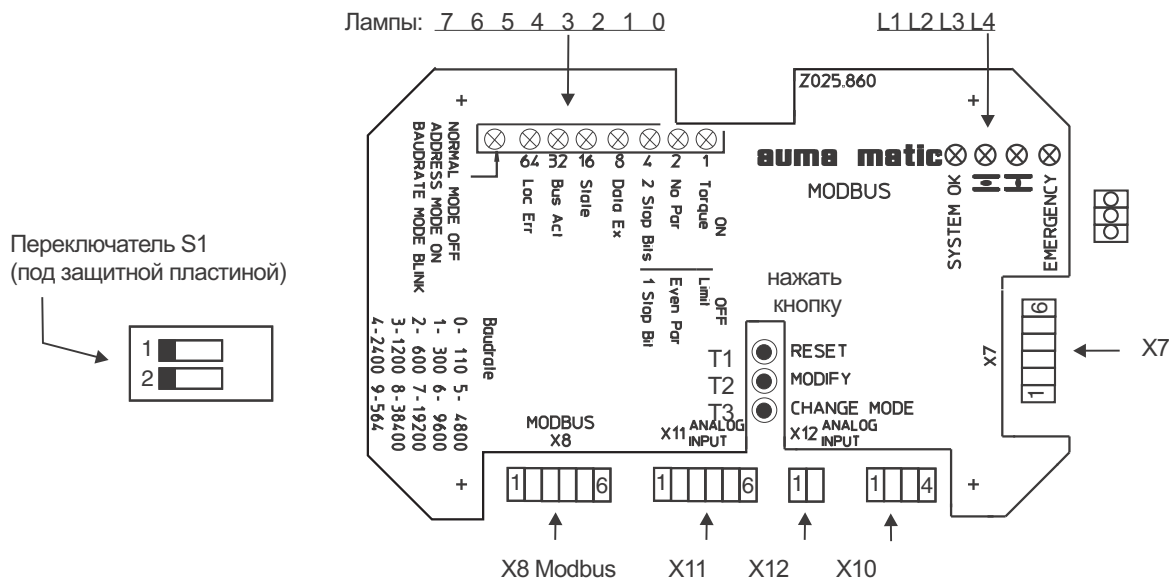 Лампы: 7 6 5 4 3 2 1 0
L1 L2 L3 L4
Z025.860
NORMAL MODE OFF
ADDRESS MODE ON
BAUDRATE MODE BLINK
64 32 16 8 4 2 1
Loc Err
Bus Act
State
Data Ex
2 Stop Bits
No Par
Torque
ON
1 Stop Bit
Even Par
Limit
OFF
auma matic
MODBUS
SYSTEM OK
EMERGENCY
Переключатель S1
(под защитной пластиной)
1
2
нажать
кнопку
T1 RESET
T2 MODIFY
T3 CHANGE MODE
Baudrate
0- 110 5- 4800
1- 300 6- 9600
2- 600 7-19200
3-1200 8-38400
4-2400 9-564
X7
6
1
X7
MODBUS
X8
X11 ANALOG
INPUT
X12 ANALOG
INPUT
1 6
1 6
1
1 4
X8 Modbus X11 X12 X10